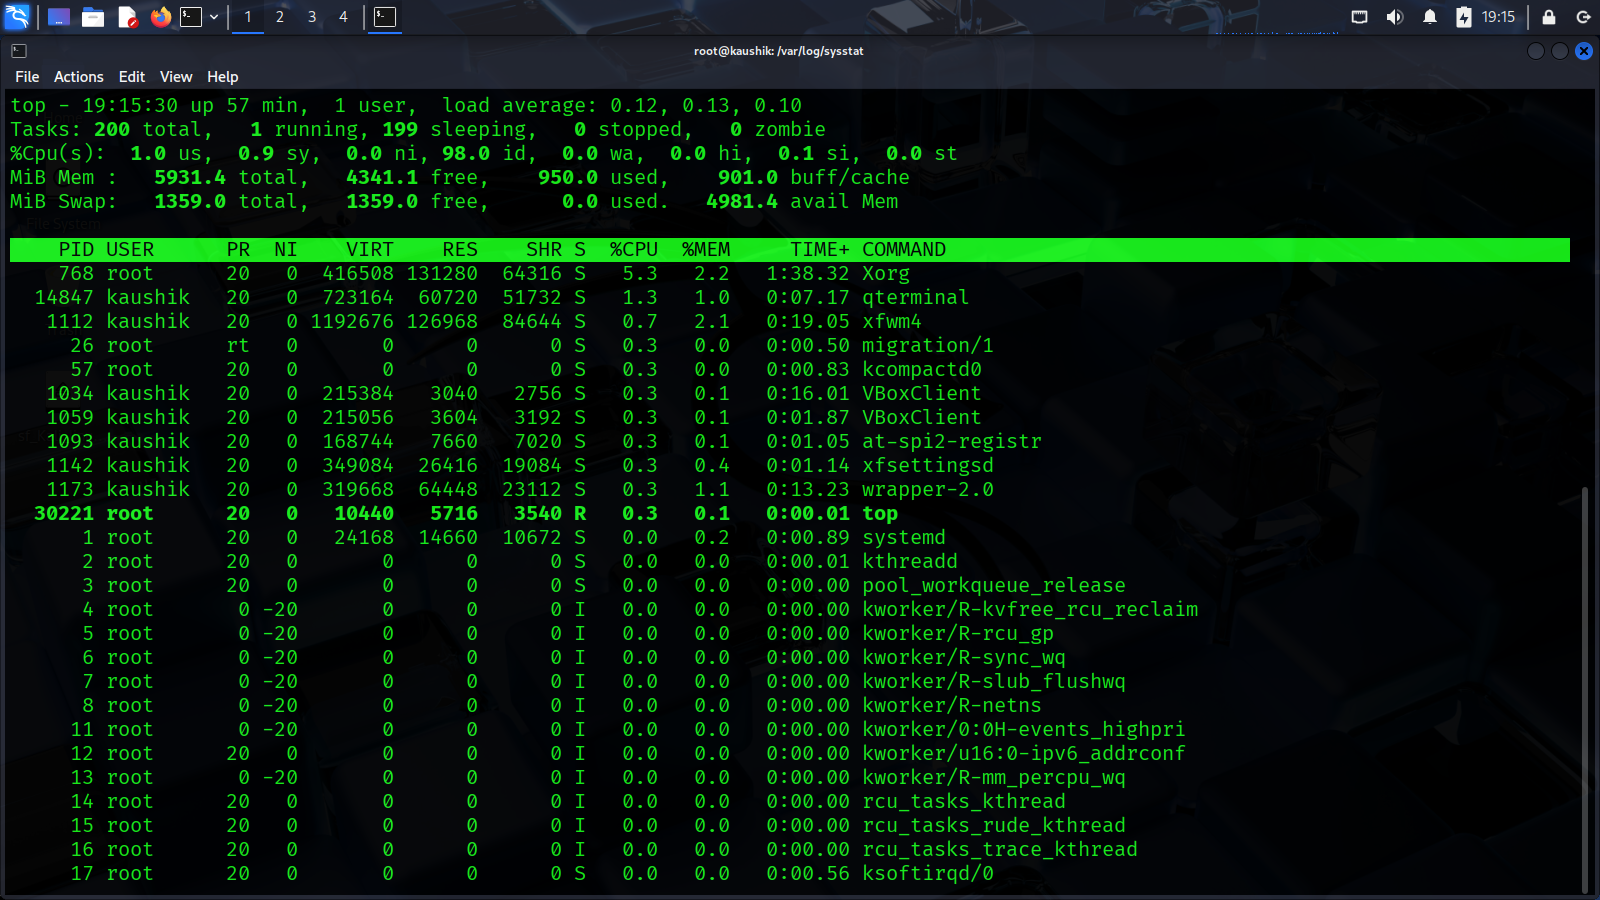 1 2 3 4 19:15
root@kaushik: /var/log/sysstat
File Actions Edit View Help
top - 19:15:30 up 57 min,  1 user,  load average: 0.12, 0.13, 0.10
Tasks: 200 total,   1 running, 199 sleeping,   0 stopped,   0 zombie
%Cpu(s):  1.0 us,  0.9 sy,  0.0 ni, 98.0 id,  0.0 wa,  0.0 hi,  0.1 si,  0.0 st
MiB Mem :   5931.4 total,   4341.1 free,    950.0 used,    901.0 buff/cache
MiB Swap:   1359.0 total,   1359.0 free,      0.0 used.   4981.4 avail Mem
File System
PID USER      PR  NI    VIRT    RES    SHR S  %CPU  %MEM     TIME+ COMMAND
768 root      20   0  416508 131280  64316 S   5.3   2.2   1:38.32 Xorg
14847 kaushik   20   0  723164  60720  51732 S   1.3   1.0   0:07.17 qterminal
1112 kaushik   20   0 1192676 126968  84644 S   0.7   2.1   0:19.05 xfwm4
26 root      rt   0       0      0      0 S   0.3   0.0   0:00.50 migration/1
57 root      20   0       0      0      0 S   0.3   0.0   0:00.83 kcompactd0
1034 kaushik   20   0  215384   3040   2756 S   0.3   0.1   0:16.01 VBoxClient
1059 kaushik   20   0  215056   3604   3192 S   0.3   0.1   0:01.87 VBoxClient
1093 kaushik   20   0  168744   7660   7020 S   0.3   0.1   0:01.05 at-spi2-registr
1142 kaushik   20   0  349084  26416  19084 S   0.3   0.4   0:01.14 xfsettingsd
1173 kaushik   20   0  319668  64448  23112 S   0.3   1.1   0:13.23 wrapper-2.0
30221 root      20   0   10440   5716   3540 R   0.3   0.1   0:00.01 top
1 root      20   0   24168  14660  10672 S   0.0   0.2   0:00.89 systemd
2 root      20   0       0      0      0 S   0.0   0.0   0:00.01 kthreadd
3 root      20   0       0      0      0 S   0.0   0.0   0:00.00 pool_workqueue_release
4 root       0 -20       0      0      0 I   0.0   0.0   0:00.00 kworker/R-kvfree_rcu_reclaim
5 root       0 -20       0      0      0 I   0.0   0.0   0:00.00 kworker/R-rcu_gp
6 root       0 -20       0      0      0 I   0.0   0.0   0:00.00 kworker/R-sync_wq
7 root       0 -20       0      0      0 I   0.0   0.0   0:00.00 kworker/R-slub_flushwq
8 root       0 -20       0      0      0 I   0.0   0.0   0:00.00 kworker/R-netns
11 root       0 -20       0      0      0 I   0.0   0.0   0:00.00 kworker/0:0H-events_highpri
12 root      20   0       0      0      0 I   0.0   0.0   0:00.00 kworker/u16:0-ipv6_addrconf
13 root       0 -20       0      0      0 I   0.0   0.0   0:00.00 kworker/R-mm_percpu_wq
14 root      20   0       0      0      0 I   0.0   0.0   0:00.00 rcu_tasks_kthread
15 root      20   0       0      0      0 I   0.0   0.0   0:00.00 rcu_tasks_rude_kthread
16 root      20   0       0      0      0 I   0.0   0.0   0:00.00 rcu_tasks_trace_kthread
17 root      20   0       0      0      0 S   0.0   0.0   0:00.56 ksoftirqd/0